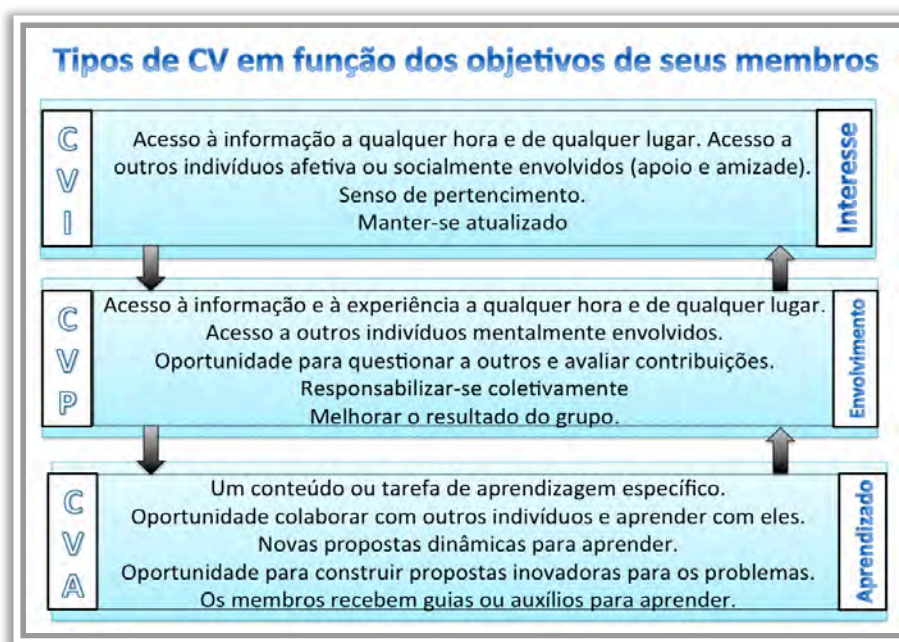 Tipos de CV em função dos objetivos de seus membros
CVI
Acesso à informação a qualquer hora e de qualquer lugar. Acesso a
outros indivíduos afetiva ou socialmente envolvidos (apoio e amizade).
Senso de pertencimento.
Manter-se atualizado
Interesse
CVP
Acesso à informação e à experiência a qualquer hora e de qualquer lugar.
Acesso a outros indivíduos mentalmente envolvidos.
Oportunidade para questionar a outros e avaliar contribuições.
Responsabilizar-se coletivamente
Melhorar o resultado do grupo.
Envolvimento
CVA
Um conteúdo ou tarefa de aprendizagem específico.
Oportunidade colaborar com outros indivíduos e aprender com eles.
Novas propostas dinâmicas para aprender.
Oportunidade para construir propostas inovadoras para os problemas.
Os membros recebem guias ou auxílios para aprender.
Aprendizado